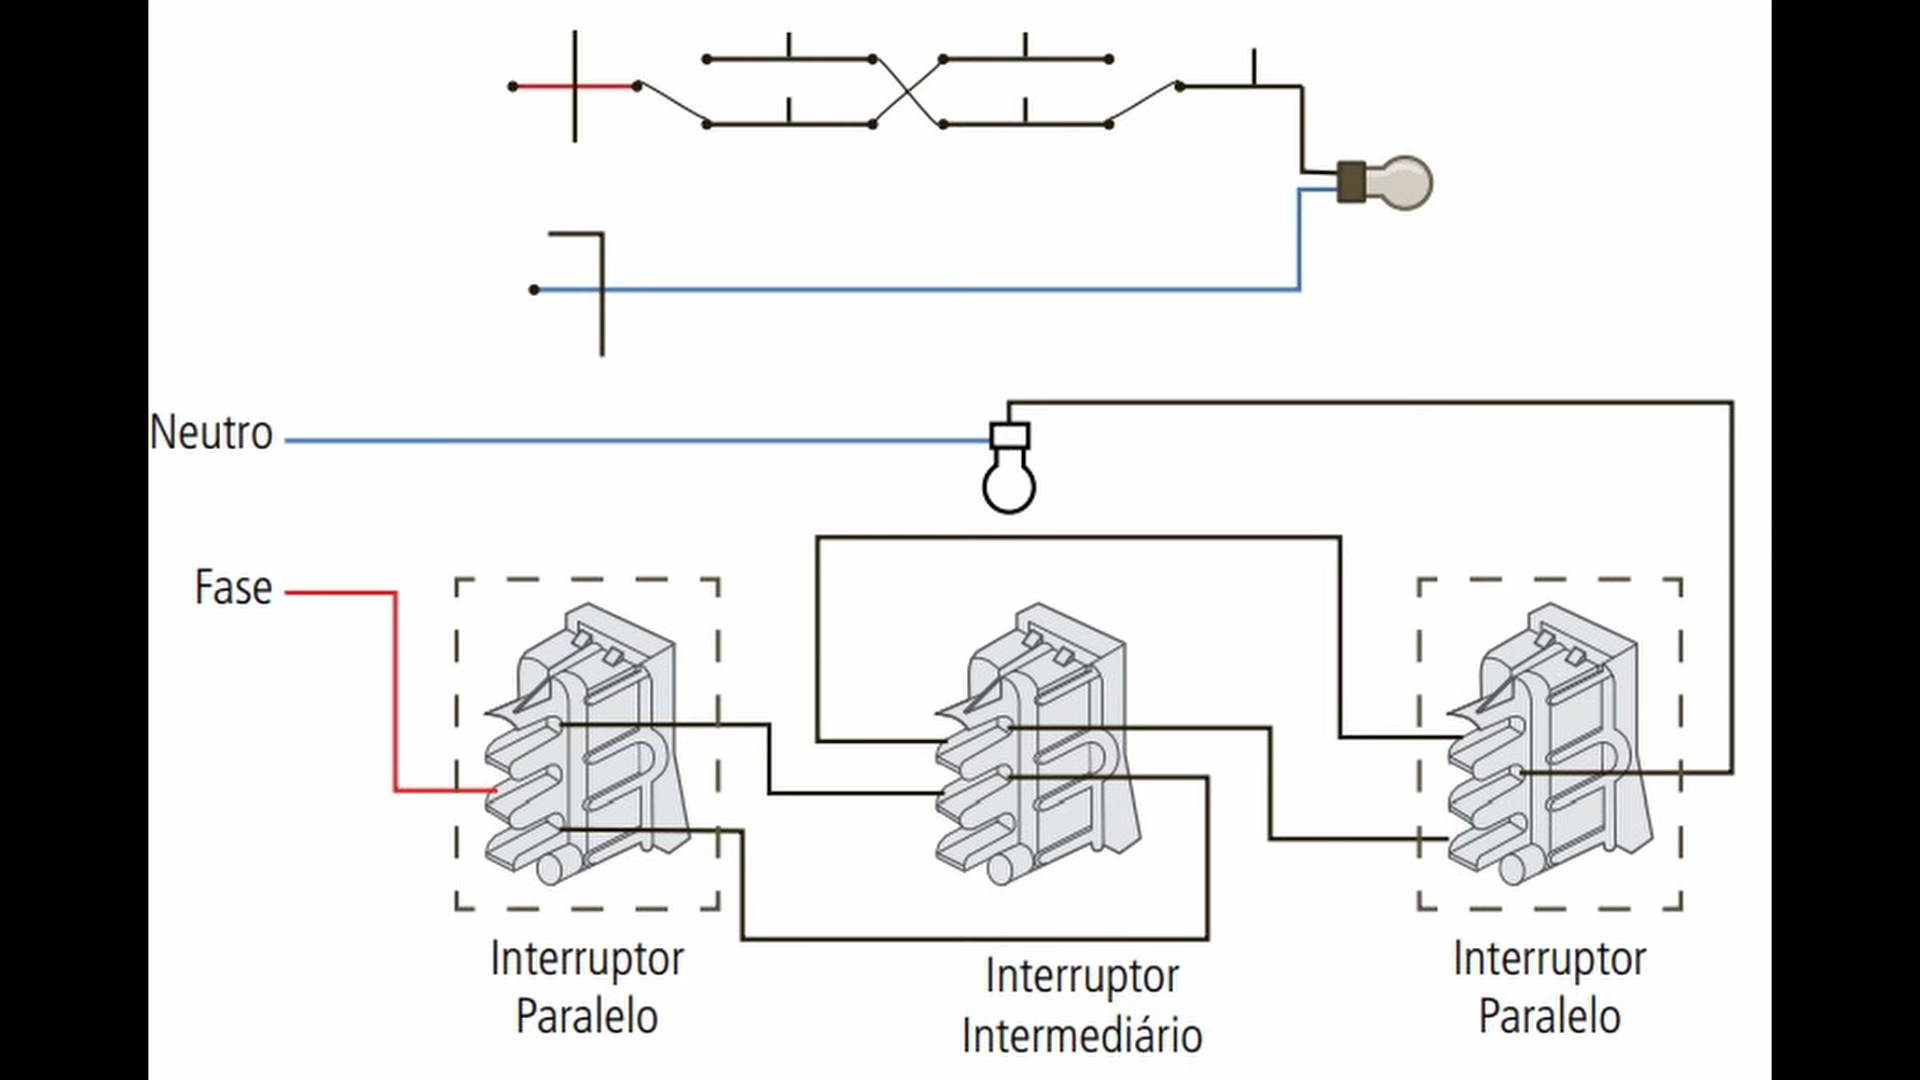 Neutro
Fase
Interruptor
Paralelo
Interruptor
Intermediário
Interruptor
Paralelo